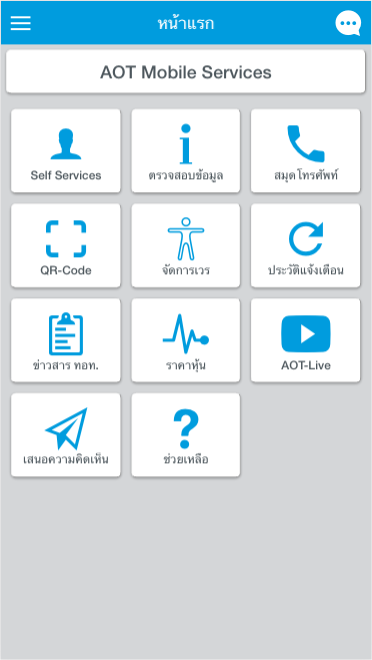 หน้าแรก
AOT Mobile Services
Self Services
ตรวจสอบข้อมูล
สมุดโทรศัพท์
QR-Code
จัดการเวร
ประวัติแจ้งเตือน
ข่าวสาร ทอท.
ราคาหุ้น
AOT-Live
เสนอความคิดเห็น
ช่วยเหลือ